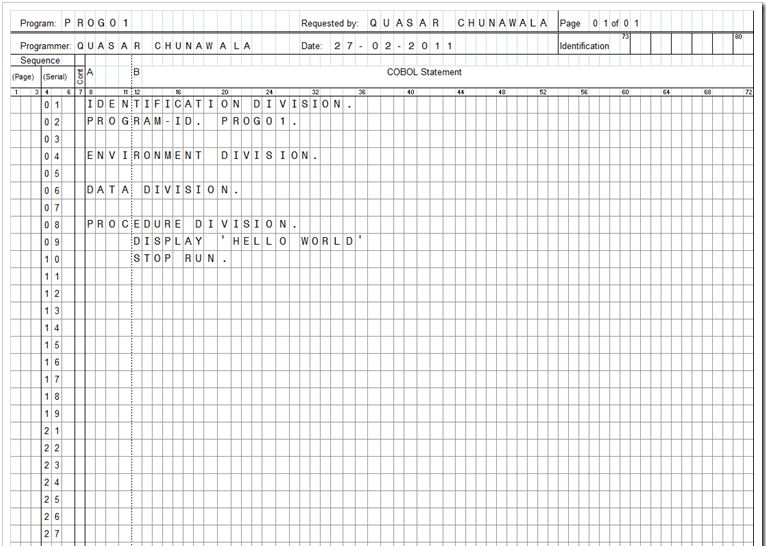 Program: PROG01 Requested by: QUASAR CHUNAWALA Page 01 of 01
Programmer: QUASAR CHUNAWALA Date: 27-02-2011 Identification 73 80
Sequence
(Page) (Serial) Cont A B COBOL Statement
1 3 4 6 7 8 11 12 16 20 24 28 32 36 40 44 48 52 56 60 64 68 72
01 IDENTIFICATION DIVISION.
02 PROGRAM-ID. PROG01.
03
04 ENVIRONMENT DIVISION.
05
06 DATA DIVISION.
07
08 PROCEDURE DIVISION.
09 DISPLAY 'HELLO WORLD'
10 STOP RUN.
11
12
13
14
15
16
17
18
19
21
22
23
24
25
26
27